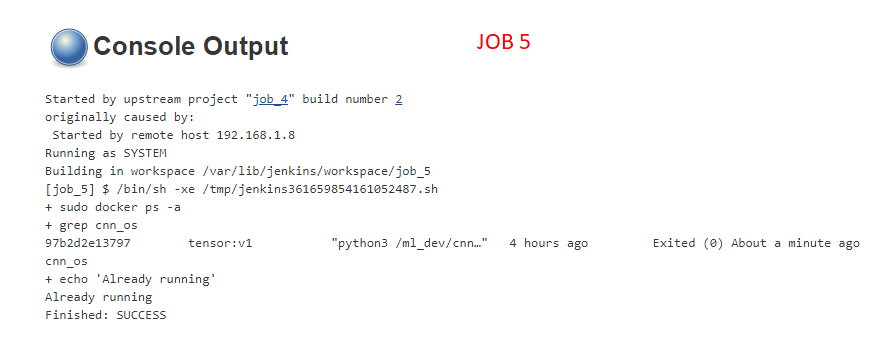 Console Output
JOB 5
Started by upstream project "job_4" build number 2
originally caused by:
 Started by remote host 192.168.1.8
Running as SYSTEM
Building in workspace /var/lib/jenkins/workspace/job_5
[job_5] $ /bin/sh -xe /tmp/jenkins361659854161052487.sh
+ sudo docker ps -a
+ grep cnn_os
97b2d2e13797        tensor:v1           "python3 /ml_dev/cnn…"   4 hours ago         Exited (0) About a minute ago
cnn_os
+ echo 'Already running'
Already running
Finished: SUCCESS